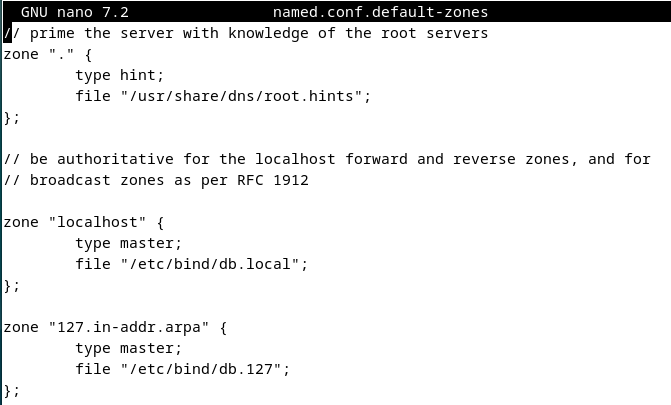 GNU nano 7.2 named.conf.default-zones
// prime the server with knowledge of the root servers
zone "." {
type hint;
file "/usr/share/dns/root.hints";
};
// be authoritative for the localhost forward and reverse zones, and for
// broadcast zones as per RFC 1912
zone "localhost" {
type master;
file "/etc/bind/db.local";
};
zone "127.in-addr.arpa" {
type master;
file "/etc/bind/db.127";
};